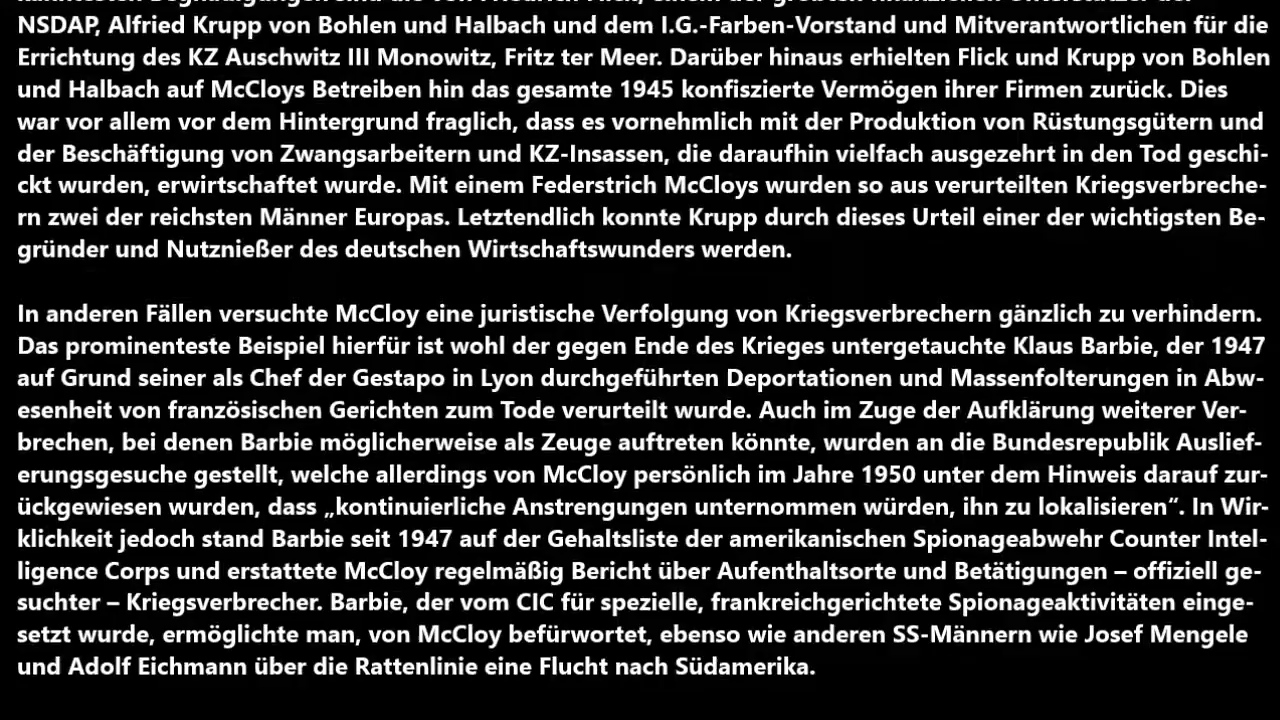 NSDAP, Alfried Krupp von Bohlen und Halbach und dem I.G.-Farben-Vorstand und Mitverantwortlichen für die
Errichtung des KZ Auschwitz III Monowitz, Fritz ter Meer. Darüber hinaus erhielten Flick und Krupp von Bohlen
und Halbach auf McCloys Betreiben hin das gesamte 1945 konfiszierte Vermögen ihrer Firmen zurück. Dies
war vor allem vor dem Hintergrund fraglich, dass es vornehmlich mit der Produktion von Rüstungsgütern und
der Beschäftigung von Zwangsarbeitern und KZ-Insassen, die daraufhin vielfach ausgezehrt in den Tod geschi-
ckt wurden, erwirtschaftet wurde. Mit einem Federstrich McCloys wurden so aus verurteilten Kriegsverbreche-
rn zwei der reichsten Männer Europas. Letztendlich konnte Krupp durch dieses Urteil einer der wichtigsten Be-
gründer und Nutznießer des deutschen Wirtschaftswunders werden.
In anderen Fällen versuchte McCloy eine juristische Verfolgung von Kriegsverbrechern gänzlich zu verhindern.
Das prominenteste Beispiel hierfür ist wohl der gegen Ende des Krieges untergetauchte Klaus Barbie, der 1947
auf Grund seiner als Chef der Gestapo in Lyon durchgeführten Deportationen und Massenfolterungen in Abw-
esenheit von französischen Gerichten zum Tode verurteilt wurde. Auch im Zuge der Aufklärung weiterer Ver-
brechen, bei denen Barbie möglicherweise als Zeuge auftreten könnte, wurden an die Bundesrepublik Auslief-
erungsgesuche gestellt, welche allerdings von McCloy persönlich im Jahre 1950 unter dem Hinweis darauf zur-
ückgewiesen wurden, dass „kontinuierliche Anstrengungen unternommen würden, ihn zu lokalisieren“. In Wir-
klichkeit jedoch stand Barbie seit 1947 auf der Gehaltsliste der amerikanischen Spionageabwehr Counter Intel-
ligence Corps und erstattete McCloy regelmäßig Bericht über Aufenthaltsorte und Betätigungen – offiziell ge-
suchter – Kriegsverbrecher. Barbie, der vom CIC für spezielle, frankreichgerichtete Spionageaktivitäten einge-
setzt wurde, ermöglichte man, von McCloy befürwortet, ebenso wie anderen SS-Männern wie Josef Mengele
und Adolf Eichmann über die Rattenlinie eine Flucht nach Südamerika.